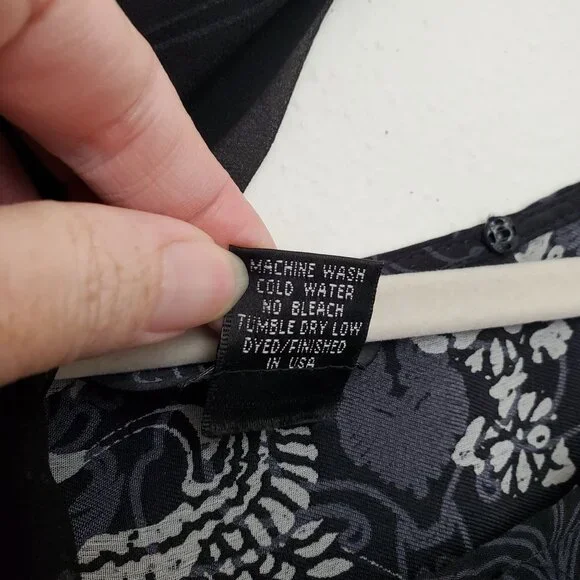 MACHINE WASH
COLD WATER
NO BLEACH
TUMBLE DRY LOW
DYED/FINISHED
IN USA